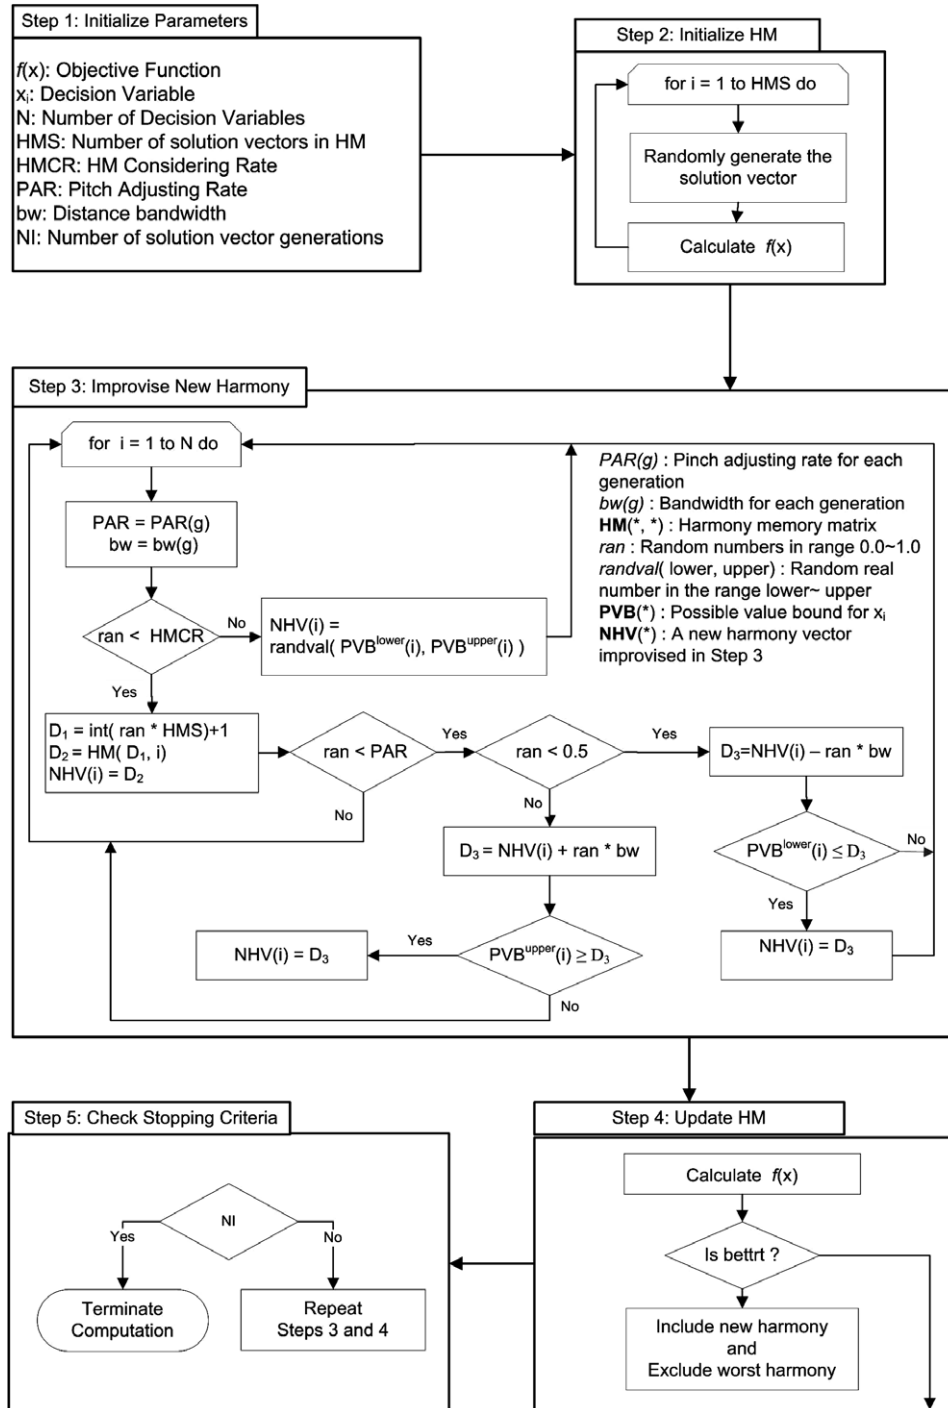 Step 1: Initialize Parameters
f(x): Objective Function
xi: Decision Variable
N: Number of Decision Variables
HMS: Number of solution vectors in HM
HMCR: HM Considering Rate
PAR: Pitch Adjusting Rate
bw: Distance bandwidth
NI: Number of solution vector generations
Step 2: Initialize HM
for i = 1 to HMS do
Randomly generate the
solution vector
Calculate f(x)
Step 3: Improvise New Harmony
for i = 1 to N do
PAR = PAR(g)
bw = bw(g)
ran < HMCR
No
NHV(i) =
randval( PVB^lower(i), PVB^upper(i) )
PAR(g) : Pinch adjusting rate for each
generation
bw(g) : Bandwidth for each generation
HM(*, *) : Harmony memory matrix
ran : Random numbers in range 0.0~1.0
randval( lower, upper) : Random real
number in the range lower~ upper
PVB(*) : Possible value bound for xi
NHV(*) : A new harmony vector
improvised in Step 3
Yes
D1 = int( ran * HMS)+1
D2 = HM( D1, i)
NHV(i) = D2
ran < PAR
Yes
ran < 0.5
Yes
D3=NHV(i) – ran * bw
No
No
D3 = NHV(i) + ran * bw
PVB^lower(i) ≤ D3
No
Yes
NHV(i) = D3
Yes
PVB^upper(i) ≥ D3
NHV(i) = D3
No
Step 5: Check Stopping Criteria
NI
Yes
No
Terminate
Computation
Repeat
Steps 3 and 4
Step 4: Update HM
Calculate f(x)
Is bettrt ?
Include new harmony
and
Exclude worst harmony